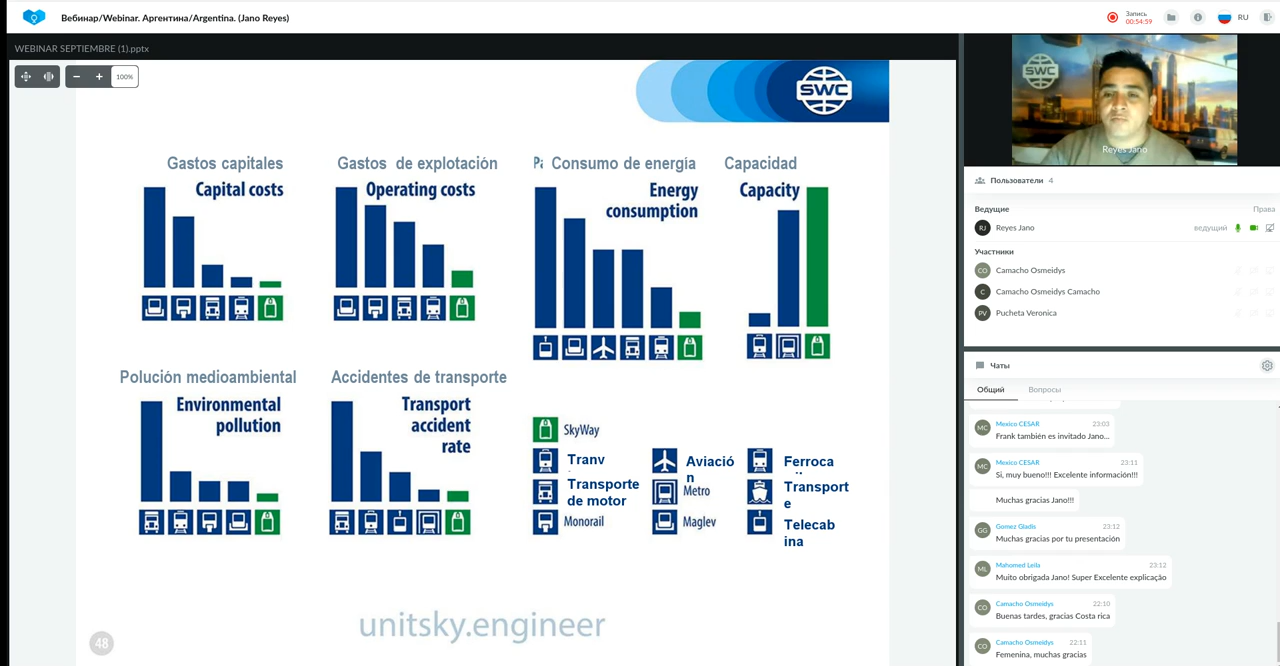 Вебинар/Webinar. Аргентина/Argentina. (Jano Reyes)
Запись
00:54:59
RU
WEBINAR SEPTIEMBRE (1).pptx
100%
SWC
Gastos capitales
Capital costs
Gastos de explotación
Operating costs
Consumo de energia
Energy
consumption
Capacidad
Capacity
Polución medioambiental
Environmental
pollution
Accidentes de transporte
Transport
accident
rate
SkyWay
Tranv
Transporte
de motor
Monorail
Aviació
n
Metro
Maglev
Ferroca
Transport
e
Telecab
ina
unitsky.engineer
48
SWC
Reyes Jano
Пользователи 4
Ведущие
Права
RJ
Reyes Jano
ведущий
Участники
CO
Camacho Osmeidys
C
Camacho Osmeidys Camacho
PV
Pucheta Veronica
Чаты
Общий
Вопросы
MC
Mexico CESAR 23:03
Frank también es invitado Jano...
MC
Mexico CESAR 23:11
Si, muy bueno!!! Excelente información!!!
Muchas gracias Jano!!!
GG
Gomez Gladis 23:12
Muchas gracias por tu presentación
ML
Mahomed Leila 23:12
Muito obrigada Jano! Super Excelente explicação
CO
Camacho Osmeidys 22:10
Buenas tardes, gracias Costa rica
CO
Camacho Osmeidys 22:11
Femenina, muchas gracias